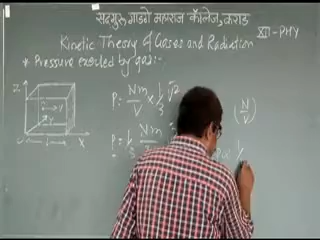 सदगुरू गाडगे महाराज कॉलेज, कराड
XII - PHY
Kinetic Theory of Gases and Radiation
* Pressure exerted by gas:-
Z
X
P = Nm/V × 1/3
(N/V)
P = 1/3 Nm